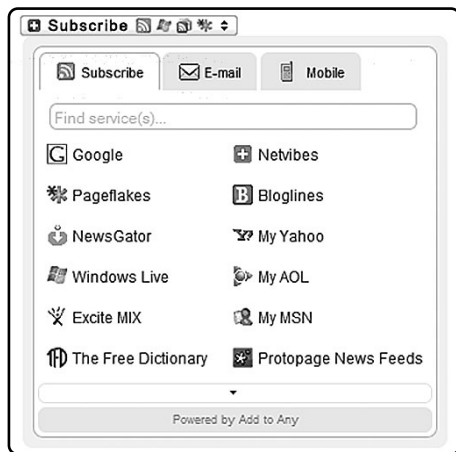 Subscribe
Subscribe E-mail Mobile
Find service(s)...
Google Netvibes
Pageflakes Bloglines
NewsGator My Yahoo
Windows Live My AOL
Excite MIX My MSN
The Free Dictionary Protopage News Feeds
Powered by Add to Any